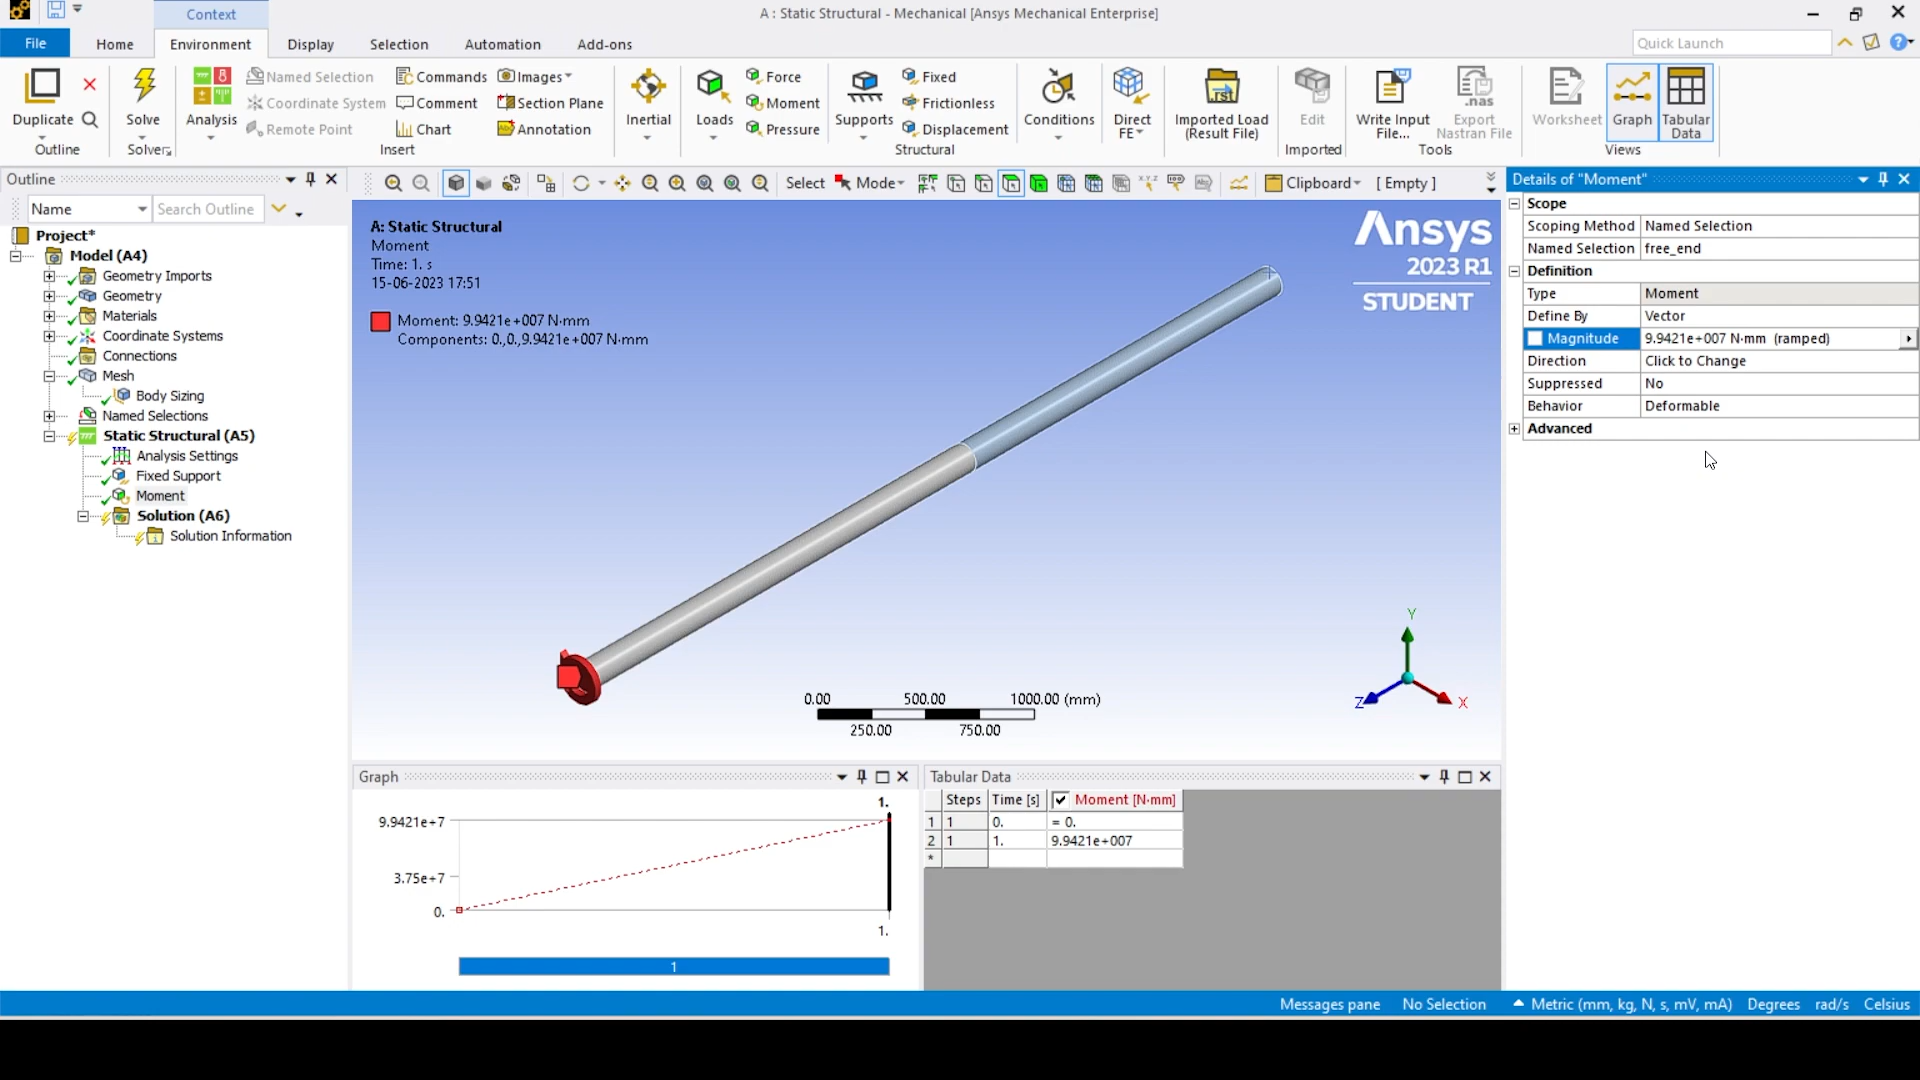 Context
A : Static Structural - Mechanical [Ansys Mechanical Enterprise]
File
Home
Environment
Display
Selection
Automation
Add-ons
Quick Launch
Duplicate
Outline
Solve
Solver
Analysis
Named Selection
Coordinate System
Remote Point
Commands
Comment
Chart
Images
Section Plane
Annotation
Insert
Inertial
Loads
Force
Moment
Pressure
Supports
Fixed
Frictionless
Displacement
Structural
Conditions
Direct
FE
.rst
Imported Load
(Result File)
Edit
Imported
Write Input
File...
.nas
Export
Nastran File
Tools
Worksheet
Graph
Tabular
Data
Views
Outline
Name
Search Outline
Project*
Model (A4)
Geometry Imports
Geometry
Materials
Coordinate Systems
Connections
Mesh
Body Sizing
Named Selections
Static Structural (A5)
Analysis Settings
Fixed Support
Moment
Solution (A6)
Solution Information
Select
Mode
Clipboard
[ Empty ]
A: Static Structural
Moment
Time: 1. s
15-06-2023 17:51
Moment: 9.9421e+007 N·mm
Components: 0.,0.,9.9421e+007 N·mm
Ansys
2023 R1
STUDENT
0.00 500.00 1000.00 (mm)
250.00 750.00
Y
Z
X
Details of "Moment"
Scope
Scoping Method Named Selection
Named Selection free_end
Definition
Type Moment
Define By Vector
Magnitude 9.9421e+007 N·mm (ramped)
Direction Click to Change
Suppressed No
Behavior Deformable
Advanced
Graph
1.
9.9421e+7
3.75e+7
0.
1.
1
Tabular Data
Steps Time [s] Moment [N·mm]
1 1 0. = 0.
2 1 1. 9.9421e+007
*
Messages pane
No Selection
Metric (mm, kg, N, s, mV, mA)
Degrees
rad/s
Celsius